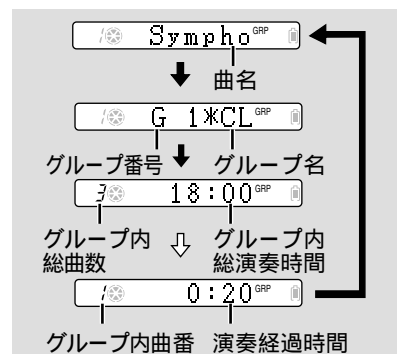 1 Sympho GRP
曲名
1 G 1*CL GRP
グループ番号 グループ名
3 18:00 GRP
グループ内 グループ内
総曲数 総演奏時間
1 0:20 GRP
グループ内曲番 演奏経過時間